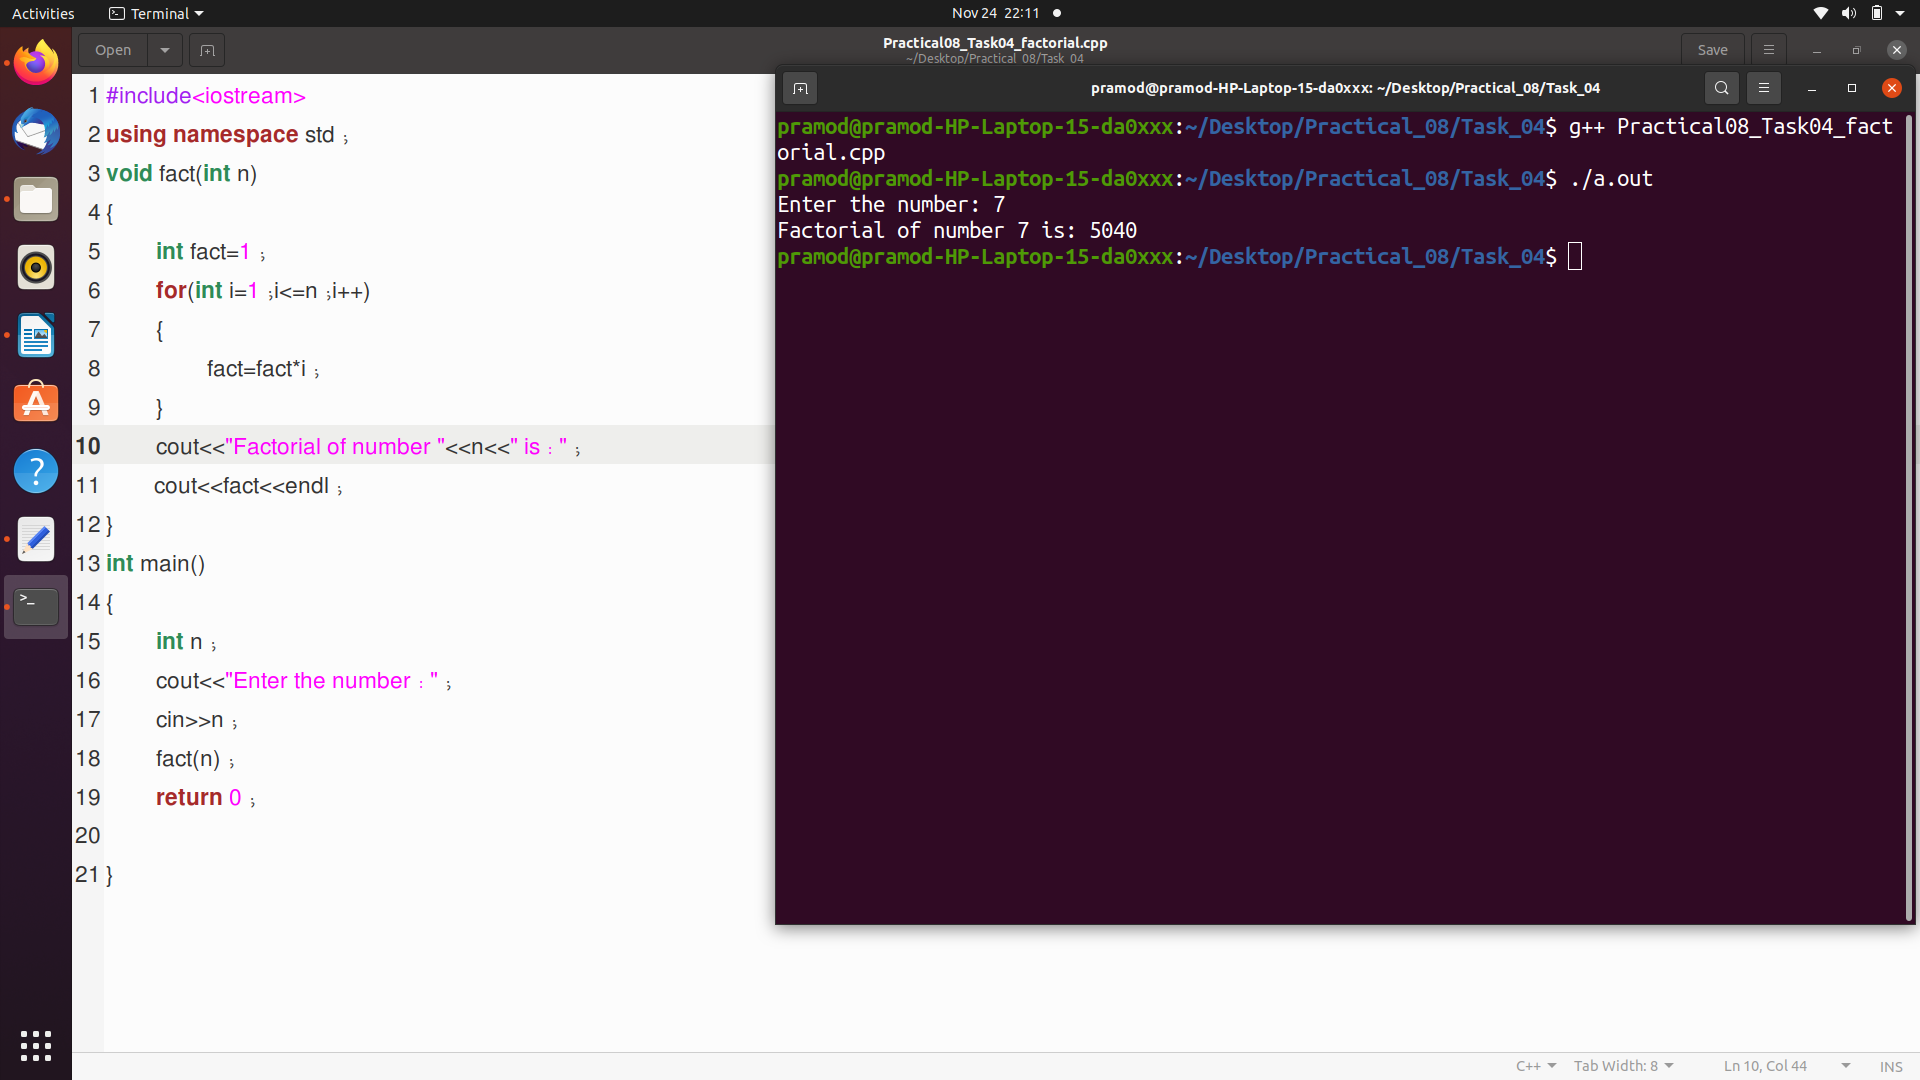 Activities
Terminal
Nov 24 22:11
Open
Practical08_Task04_factorial.cpp
~/Desktop/Practical_08/Task_04
Save
1 #include<iostream>
2 using namespace std ;
3 void fact(int n)
4 {
5 int fact=1 ;
6 for(int i=1 ;i<=n ;i++)
7 {
8 fact=fact*i ;
9 }
10 cout<<"Factorial of number "<<n<<" is : " ;
11 cout<<fact<<endl ;
12 }
13 int main()
14 {
15 int n ;
16 cout<<"Enter the number : " ;
17 cin>>n ;
18 fact(n) ;
19 return 0 ;
20
21 }
pramod@pramod-HP-Laptop-15-da0xxx: ~/Desktop/Practical_08/Task_04
pramod@pramod-HP-Laptop-15-da0xxx:~/Desktop/Practical_08/Task_04$ g++ Practical08_Task04_fact
orial.cpp
pramod@pramod-HP-Laptop-15-da0xxx:~/Desktop/Practical_08/Task_04$ ./a.out
Enter the number: 7
Factorial of number 7 is: 5040
pramod@pramod-HP-Laptop-15-da0xxx:~/Desktop/Practical_08/Task_04$
C++
Tab Width: 8
Ln 10, Col 44
INS